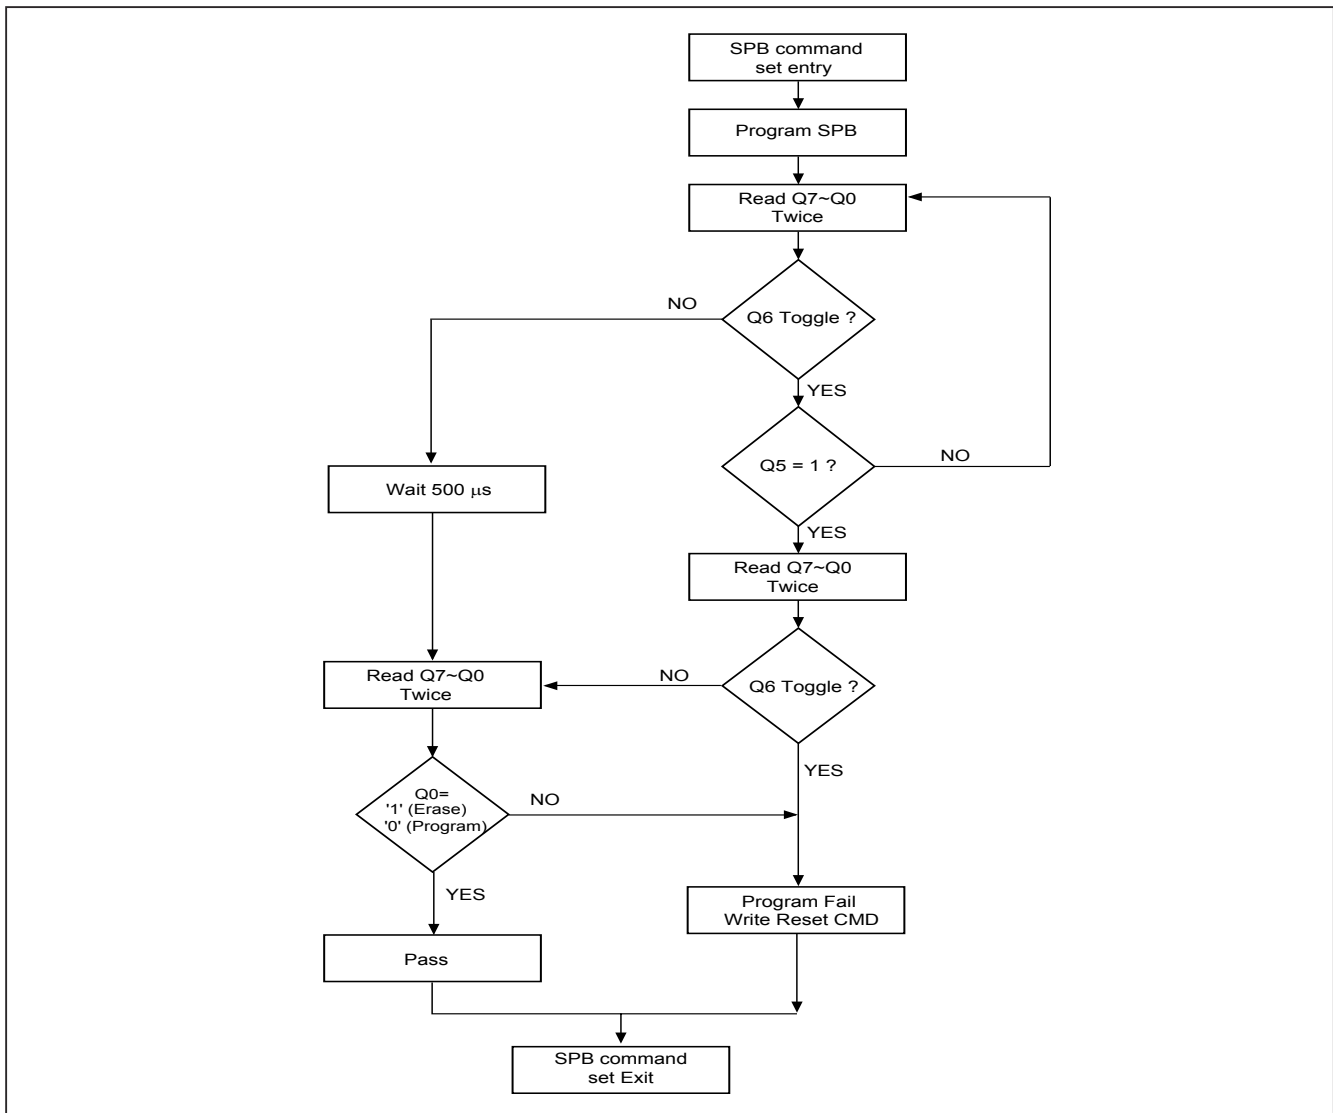 SPB command
set entry
Program SPB
Read Q7~Q0
Twice
NO
Q6 Toggle ?
YES
Q5 = 1 ?
NO
Wait 500 μs
YES
Read Q7~Q0
Twice
Read Q7~Q0
Twice
NO
Q6 Toggle ?
YES
Q0=
'1' (Erase)
'0' (Program)
NO
YES
Program Fail
Write Reset CMD
Pass
SPB command
set Exit